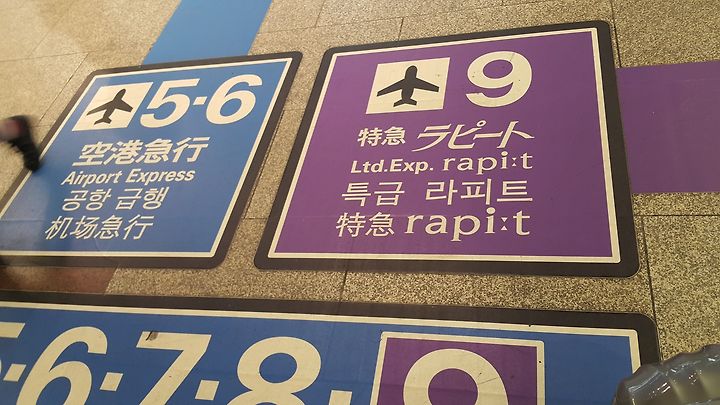 5·6
空港急行
Airport Express
공항 급행
机场急行
9
特急 ラピート
Ltd.Exp. rapi:t
특급 라피트
特急 rapi:t
5·6·7·8·9